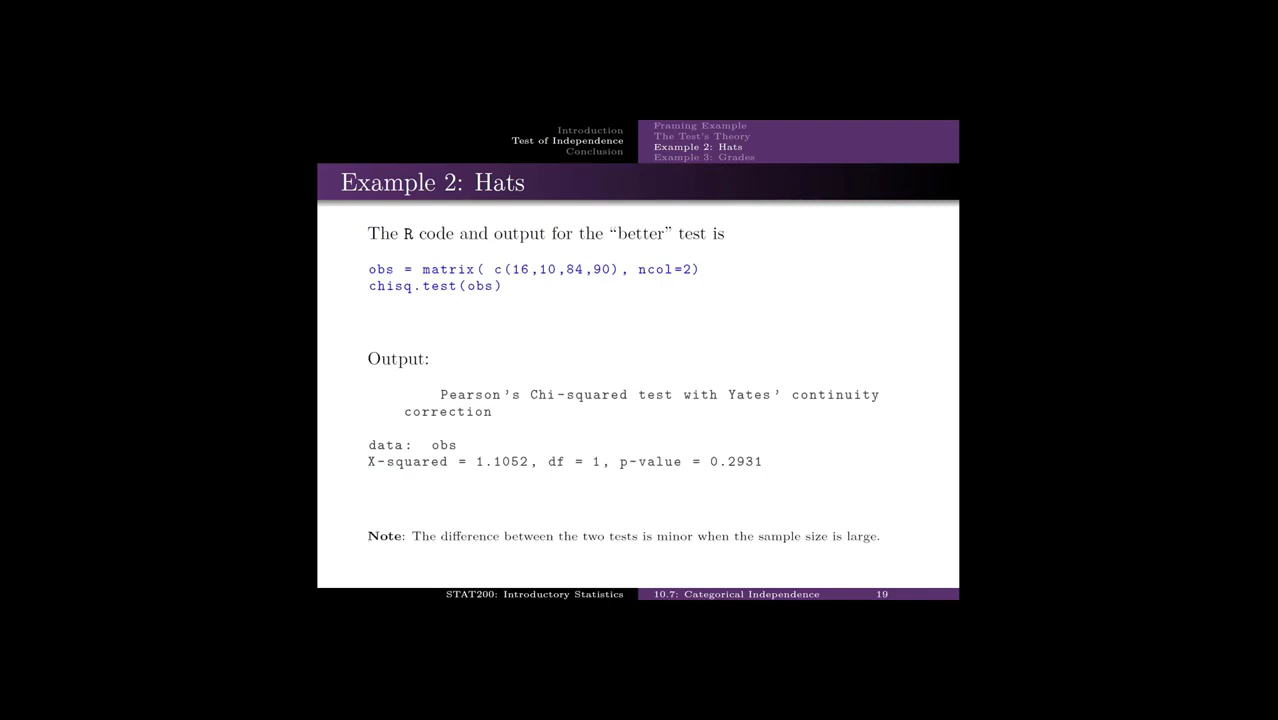 Introduction
Test of Independence
Conclusion
Framing Example
The Test's Theory
Example 2: Hats
Example 3: Grades
Example 2: Hats
The R code and output for the “better” test is
obs = matrix( c(16,10,84,90), ncol=2)
chisq.test(obs)
Output:
Pearson's Chi-squared test with Yates' continuity
correction
data: obs
X-squared = 1.1052, df = 1, p-value = 0.2931
Note: The difference between the two tests is minor when the sample size is large.
STAT200: Introductory Statistics
10.7: Categorical Independence
19